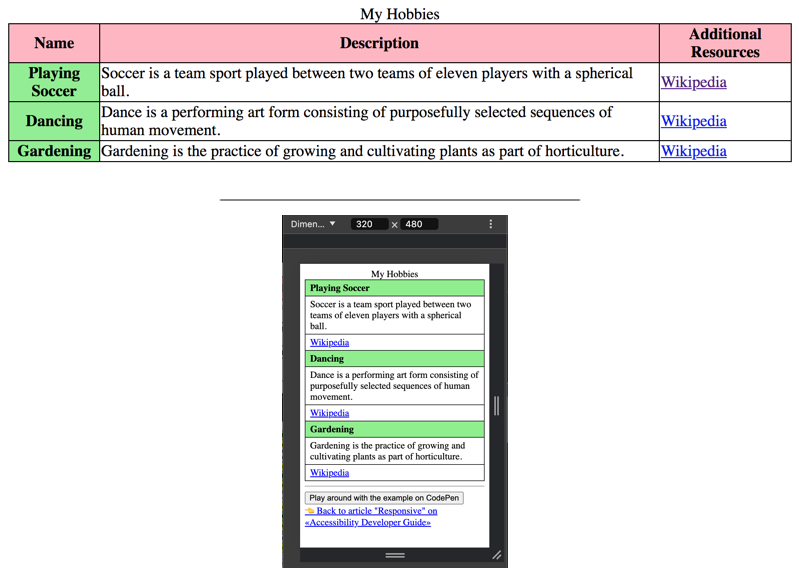 My Hobbies
Name Description Additional
Resources
Playing
Soccer
Soccer is a team sport played between two teams of eleven players with a spherical
ball.
Wikipedia
Dancing
Dance is a performing art form consisting of purposefully selected sequences of
human movement.
Wikipedia
Gardening Gardening is the practice of growing and cultivating plants as part of horticulture. Wikipedia
Dimen... ▼ 320 x 480
My Hobbies
Playing Soccer
Soccer is a team sport played between two
teams of eleven players with a spherical
ball.
Wikipedia
Dancing
Dance is a performing art form consisting of
purposefully selected sequences of human
movement.
Wikipedia
Gardening
Gardening is the practice of growing and
cultivating plants as part of horticulture.
Wikipedia
Play around with the example on CodePen
👈 Back to article "Responsive" on
«Accessibility Developer Guide»